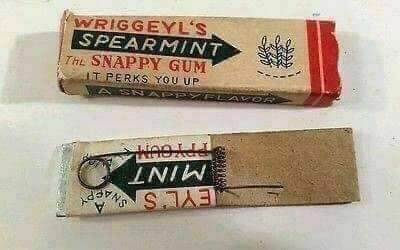 WRIGGEYL'S
SPEARMINT
THE SNAPPY GUM
IT PERKS YOU UP
A SNAPPY FLAVOR
PPY GUM
MINT
EYL'S
A SNAPPY